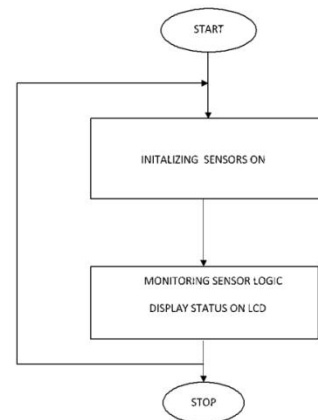 START
INITALIZING SENSORS ON
MONITORING SENSOR LOGIC
DISPLAY STATUS ON LCD
STOP